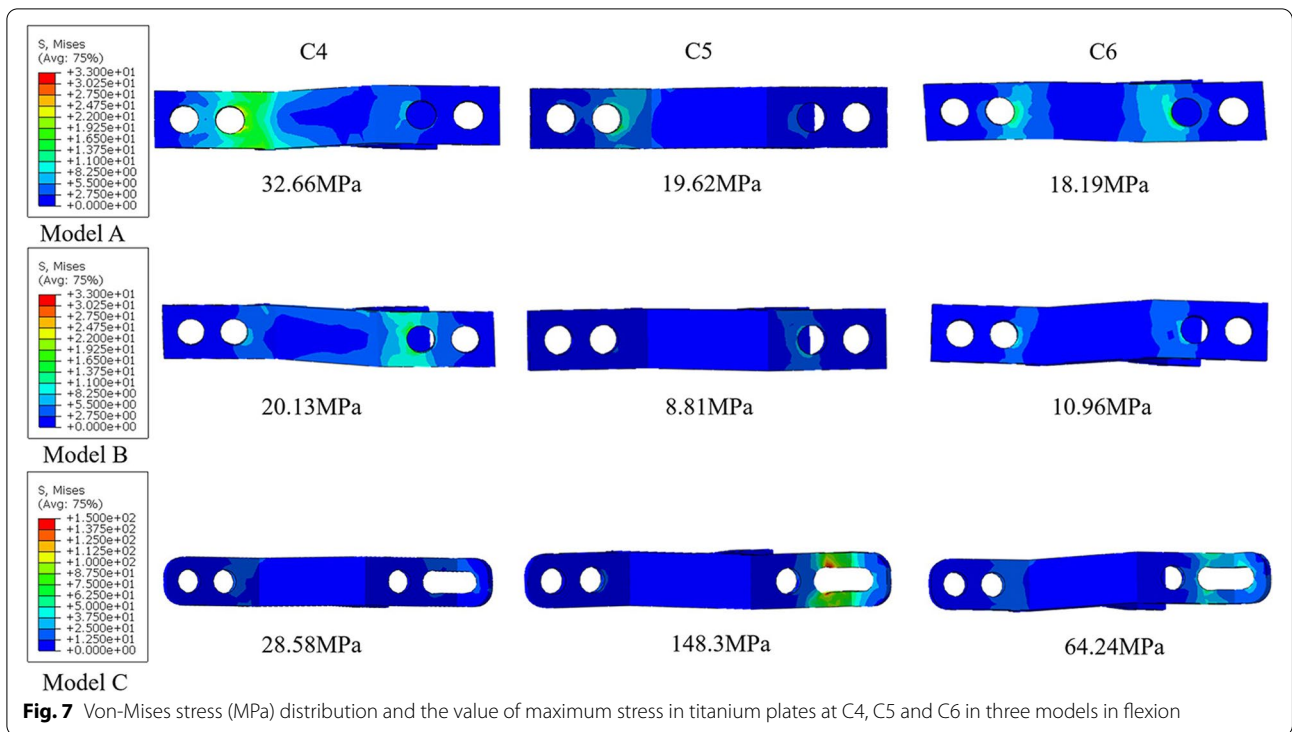 S, Mises
(Avg: 75%)
+3.300e+01
+3.025e+01
+2.750e+01
+2.475e+01
+2.200e+01
+1.925e+01
+1.650e+01
+1.375e+01
+1.100e+01
+8.250e+00
+5.500e+00
+2.750e+00
+0.000e+00
Model A
C4
C5
C6
32.66MPa
19.62MPa
18.19MPa
S, Mises
(Avg: 75%)
+3.300e+01
+3.025e+01
+2.750e+01
+2.475e+01
+2.200e+01
+1.925e+01
+1.650e+01
+1.375e+01
+1.100e+01
+8.250e+00
+5.500e+00
+2.750e+00
+0.000e+00
Model B
20.13MPa
8.81MPa
10.96MPa
S, Mises
(Avg: 75%)
+1.500e+02
+1.375e+02
+1.250e+02
+1.125e+02
+1.000e+02
+8.750e+01
+7.500e+01
+6.250e+01
+5.000e+01
+3.750e+01
+2.500e+01
+1.250e+01
+0.000e+00
Model C
28.58MPa
148.3MPa
64.24MPa
Fig. 7 Von-Mises stress (MPa) distribution and the value of maximum stress in titanium plates at C4, C5 and C6 in three models in flexion